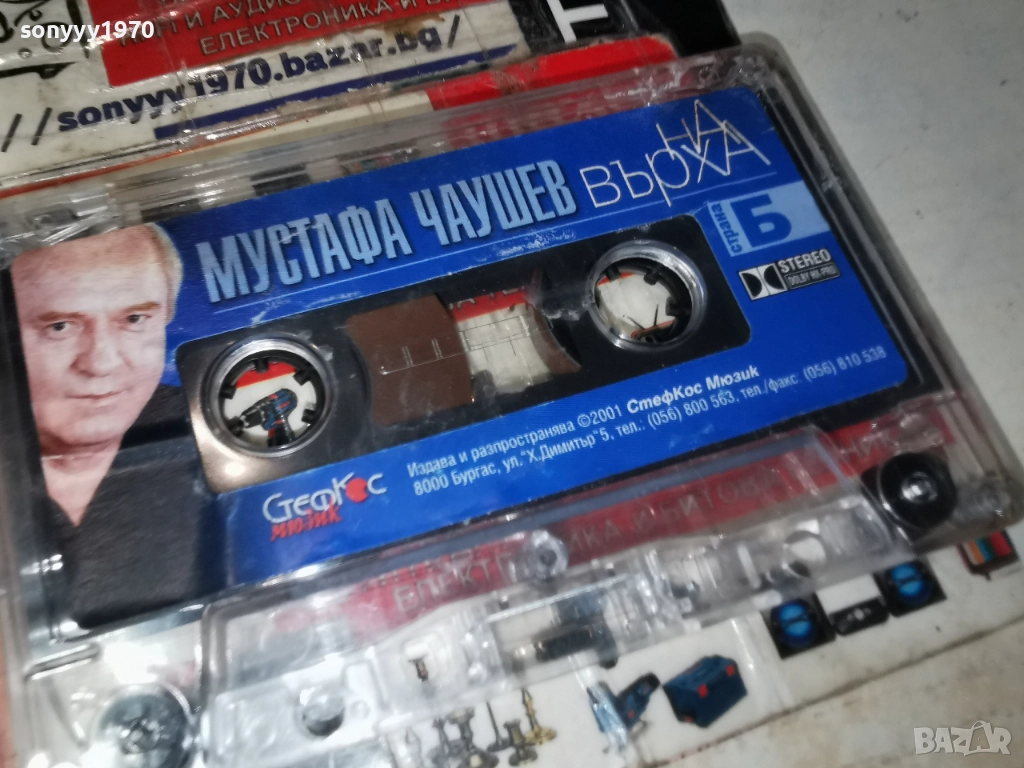 sonyyy1970
ЕЛЕКТРОНИКА И
//sonyyy1970.bazar.bg/
МУСТАФА ЧАУШЕВ
НА
ВЪРХА
страна
Б
STEREO
DOLBY HX-PRO
СтефКос
МЮЗИК
Издава и разпространява ©2001 СтефКос Мюзик
8000 Бургас, ул."Х.Димитър"5, тел.: (056) 800 563, тел./факс: (056) 810 538
BAZAR